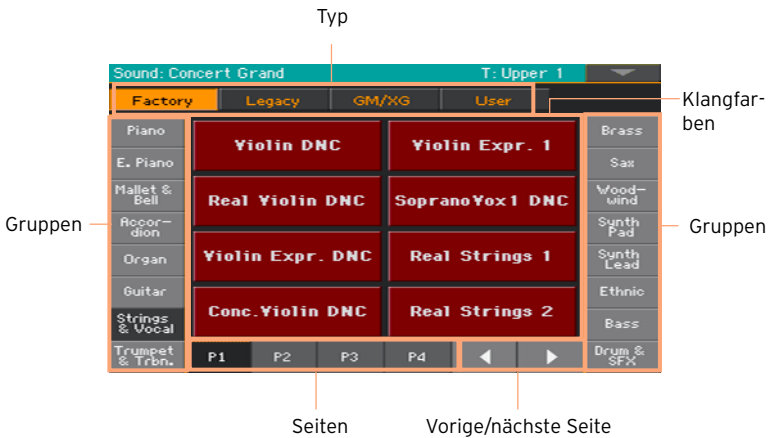 Typ
Sound: Concert Grand T: Upper 1
Factory Legacy GM/XG User
Klangfar-
ben
Gruppen
Piano
E. Piano
Mallet &
Bell
Accor-
dion
Organ
Guitar
Strings
& Vocal
Trumpet
& Trbn.
Violin DNC Violin Expr. 1
Real Violin DNC SopranoVox1 DNC
Violin Expr. DNC Real Strings 1
Conc.Violin DNC Real Strings 2
Brass
Sax
Wood-
wind
Synth
Pad
Synth
Lead
Ethnic
Bass
Drum &
SFX
Gruppen
P1 P2 P3 P4
Seiten Vorige/nächste Seite